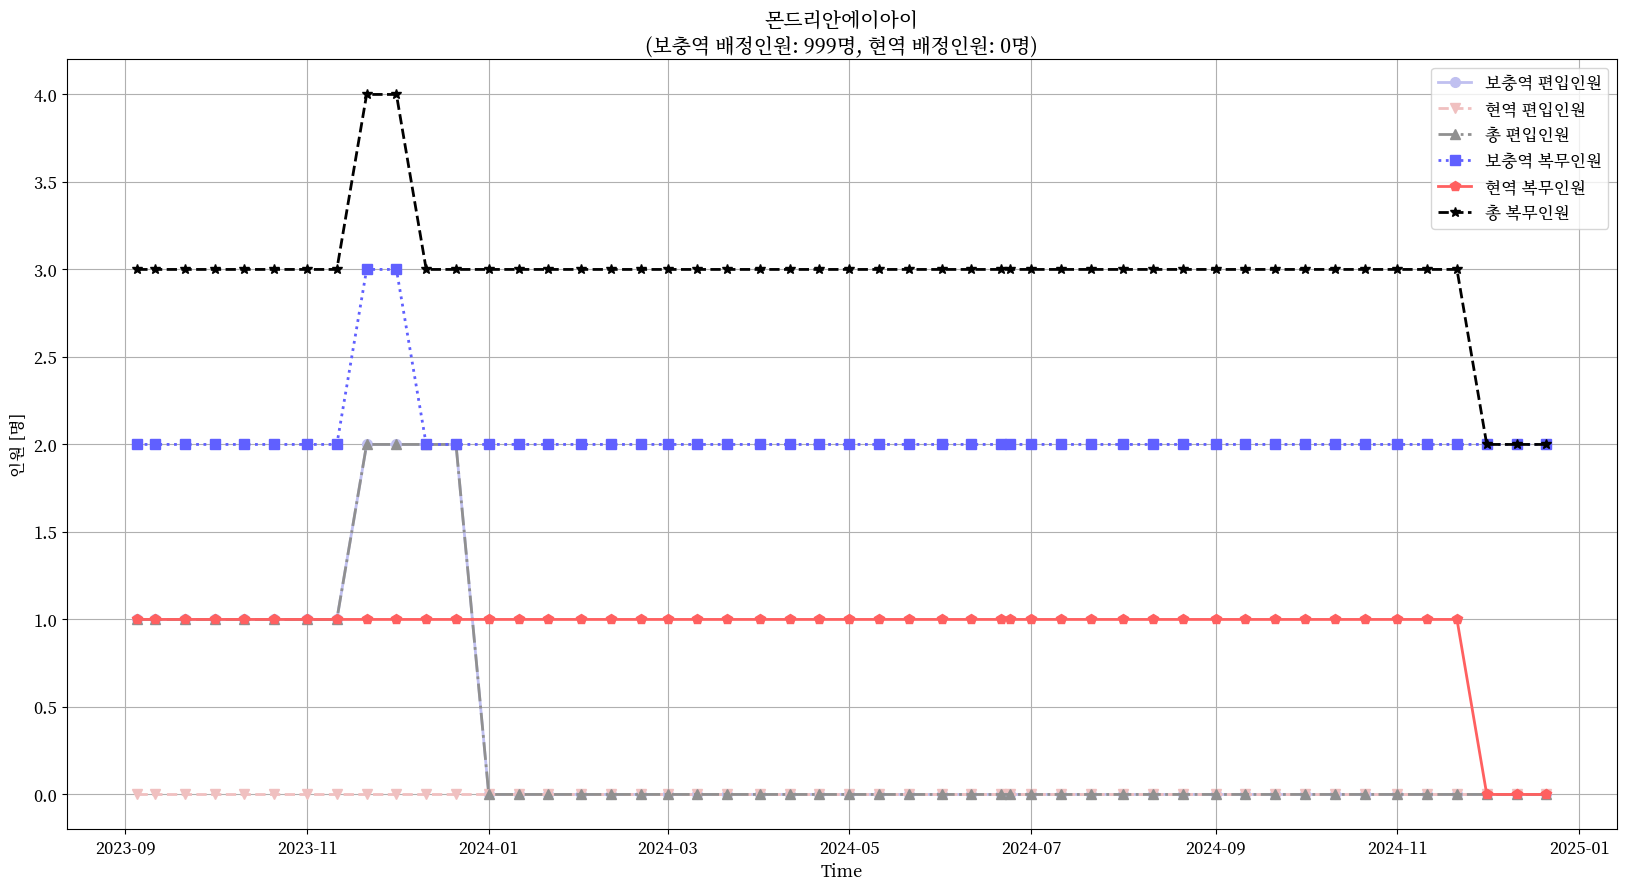 몬드리안에이아이
(보충역 배정인원: 999명, 현역 배정인원: 0명)
보충역 편입인원
현역 편입인원
총 편입인원
보충역 복무인원
현역 복무인원
총 복무인원
인원 [명]
4.0
3.5
3.0
2.5
2.0
1.5
1.0
0.5
0.0
2023-09
2023-11
2024-01
2024-03
2024-05
2024-07
2024-09
2024-11
2025-01
Time